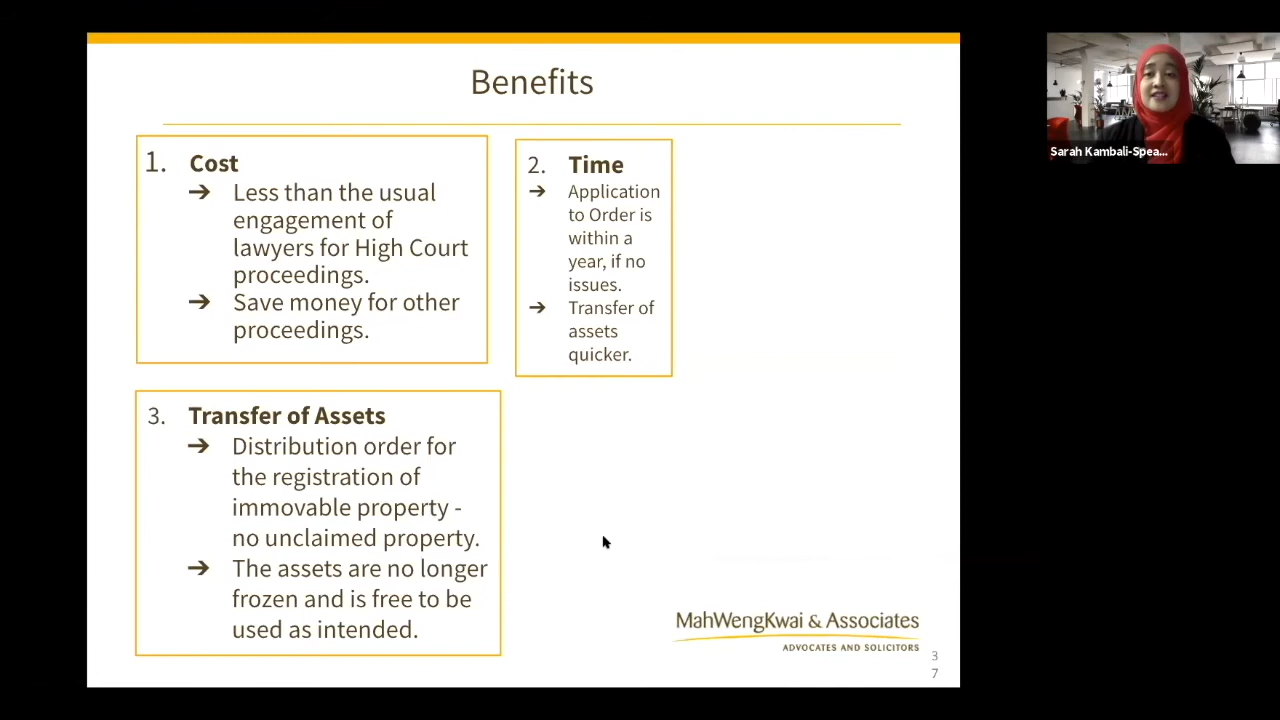 Benefits
1. Cost
➔ Less than the usual
engagement of
lawyers for High Court
proceedings.
➔ Save money for other
proceedings.
2. Time
➔ Application
to Order is
within a
year, if no
issues.
➔ Transfer of
assets
quicker.
3. Transfer of Assets
➔ Distribution order for
the registration of
immovable property -
no unclaimed property.
➔ The assets are no longer
frozen and is free to be
used as intended.
MahWengKwai & Associates
ADVOCATES AND SOLICITORS
3
7
Sarah Kambali-Spea...